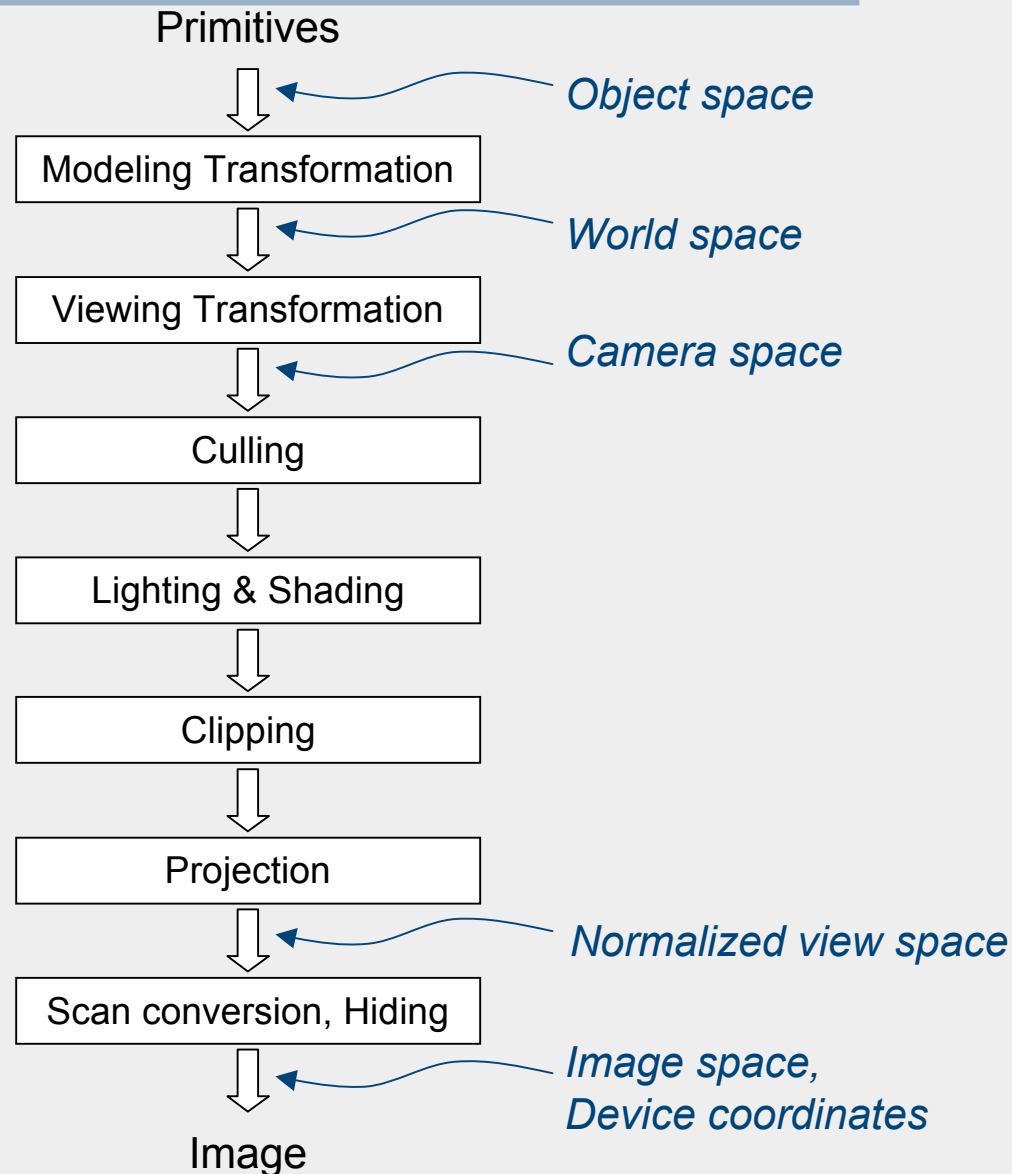 Primitives
Object space
Modeling Transformation
World space
Viewing Transformation
Camera space
Culling
Lighting & Shading
Clipping
Projection
Normalized view space
Scan conversion, Hiding
Image space,
Device coordinates
Image